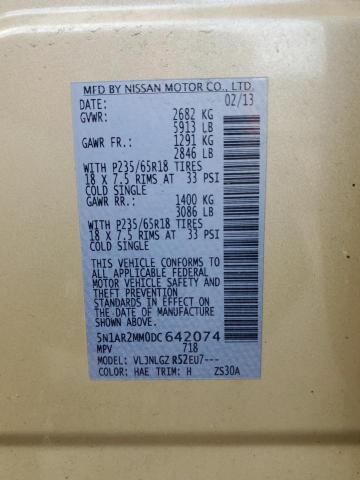 MFD BY NISSAN MOTOR CO., LTD.
DATE: 02/13
GVWR: 2682 KG
5913 LB
GAWR FR.: 1291 KG
2846 LB
WITH P235/65R18 TIRES
18 X 7.5 RIMS AT 33 PSI
COLD SINGLE
GAWR RR.: 1400 KG
3086 LB
WITH P235/65R18 TIRES
18 X 7.5 RIMS AT 33 PSI
COLD SINGLE
THIS VEHICLE CONFORMS TO
ALL APPLICABLE FEDERAL
MOTOR VEHICLE SAFETY AND
THEFT PREVENTION
STANDARDS IN EFFECT ON
THE DATE OF MANUFACTURE
SHOWN ABOVE.
5N1AR2MM0DC642074
MPV 718
MODEL: VL3NLGZ R52EU7---
COLOR: HAE TRIM: H ZS30A